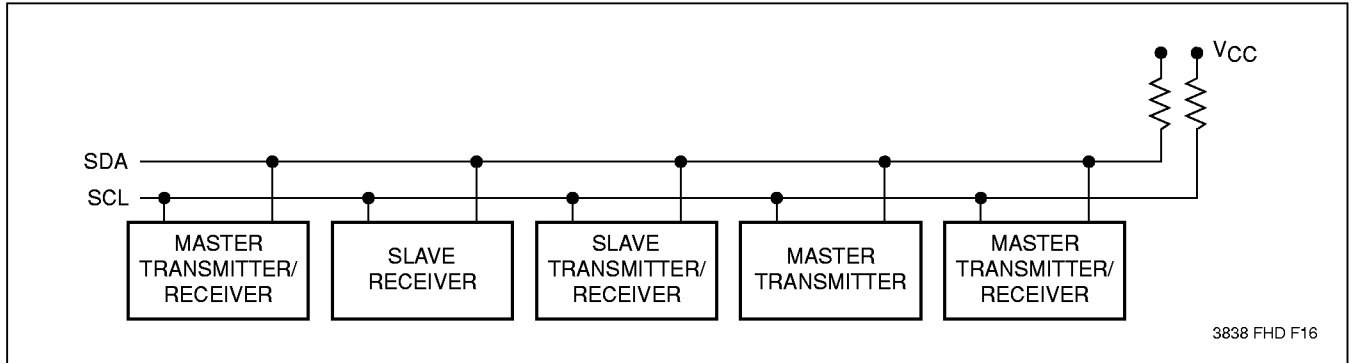 VCC
SDA
SCL
MASTER
TRANSMITTER/
RECEIVER
SLAVE
RECEIVER
SLAVE
TRANSMITTER/
RECEIVER
MASTER
TRANSMITTER
MASTER
TRANSMITTER/
RECEIVER
3838 FHD F16